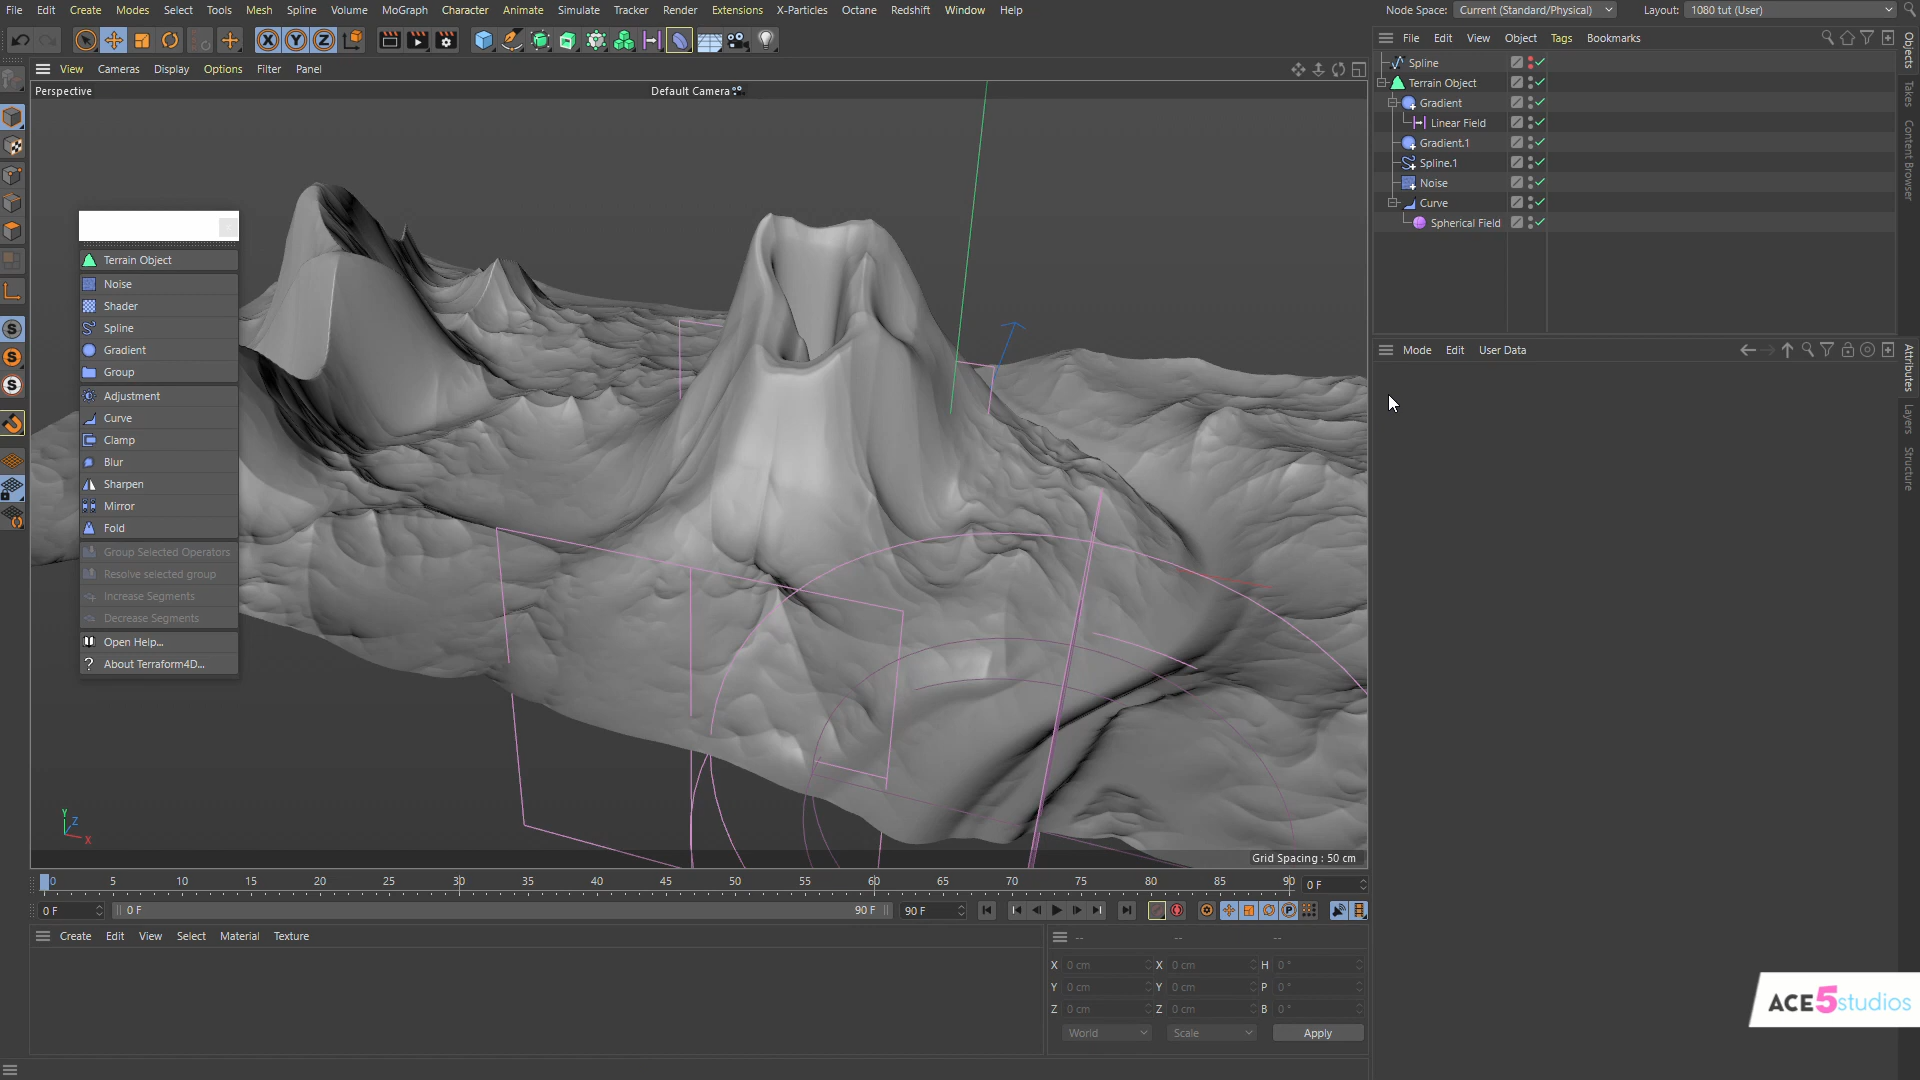 File Edit Create Modes Select Tools Mesh Spline Volume MoGraph Character Animate Simulate Tracker Render Extensions X-Particles Octane Redshift Window Help
Node Space: Current (Standard/Physical) Layout: 1080 tut (User)
File Edit View Object Tags Bookmarks
View Cameras Display Options Filter Panel
Perspective
Default Camera
Spline
Terrain Object
Gradient
Linear Field
Gradient.1
Spline.1
Noise
Curve
Spherical Field
Objects
Takes
Content Browser
Mode Edit User Data
Attributes
Layers
Structure
Terrain Object
Noise
Shader
Spline
Gradient
Group
Adjustment
Curve
Clamp
Blur
Sharpen
Mirror
Fold
Group Selected Operators
Resolve selected group
Increase Segments
Decrease Segments
Open Help...
? About Terraform4D...
X Y Z
S
S
S
Y
Z
X
Grid Spacing : 50 cm
0 5 10 15 20 25 30 35 40 45 50 55 60 65 70 75 80 85 90
0 F
0 F 0 F 90 F 90 F
P
Create Edit View Select Material Texture
-- -- --
X 0 cm X 0 cm H 0 °
Y 0 cm Y 0 cm P 0 °
Z 0 cm Z 0 cm B 0 °
World Scale Apply
ACE5studios